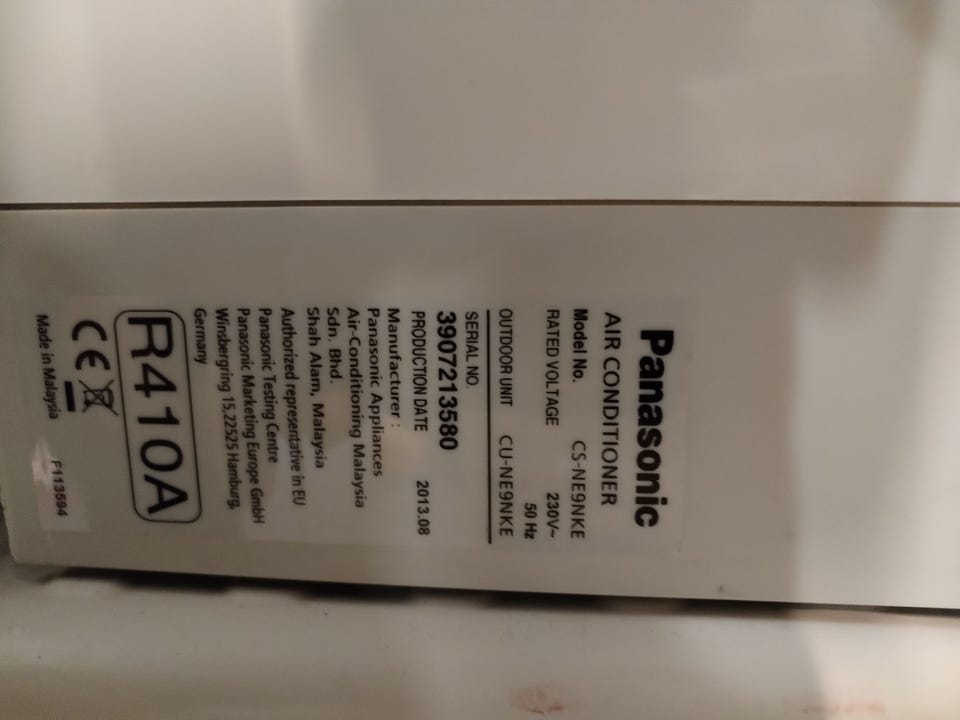 Panasonic
AIR CONDITIONER
Model No. CS-NE9NKE
RATED VOLTAGE 230V~
50 Hz
OUTDOOR UNIT CU-NE9NKE
SERIAL NO.
3907213580
PRODUCTION DATE 2013.08
Manufacturer :
Panasonic Appliances
Air-Conditioning Malaysia
Sdn. Bhd.
Shah Alam, Malaysia
Authorized representative in EU
Panasonic Testing Centre
Panasonic Marketing Europe GmbH
Winsbergring 15,22525 Hamburg,
Germany
R410A
CE
Made in Malaysia F113594